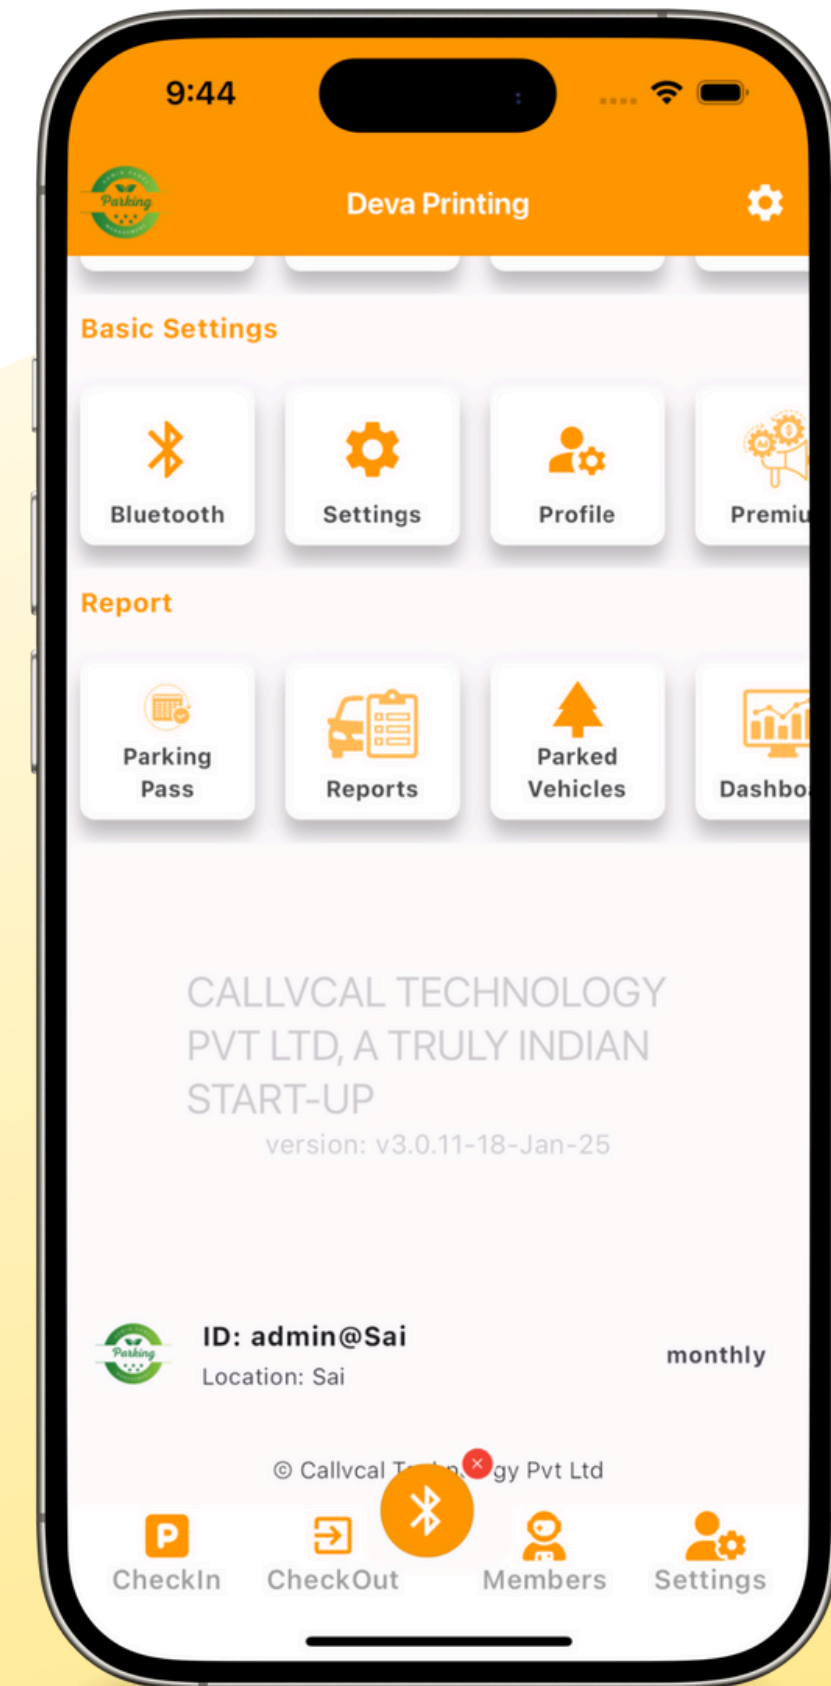 9:44
Parking
Deva Printing
Basic Settings
Bluetooth
Settings
Profile
Report
Parking
Pass
Reports
Parked
Vehicles
CALLVCAL TECHNOLOGY
PVT LTD, A TRULY INDIAN
START-UP
version: v3.0.11-18-Jan-25
Parking
ID: admin@Sai
Location: Sai
monthly
© Callvcal gy Pvt Ltd
P
CheckIn
CheckOut
Members
Settings